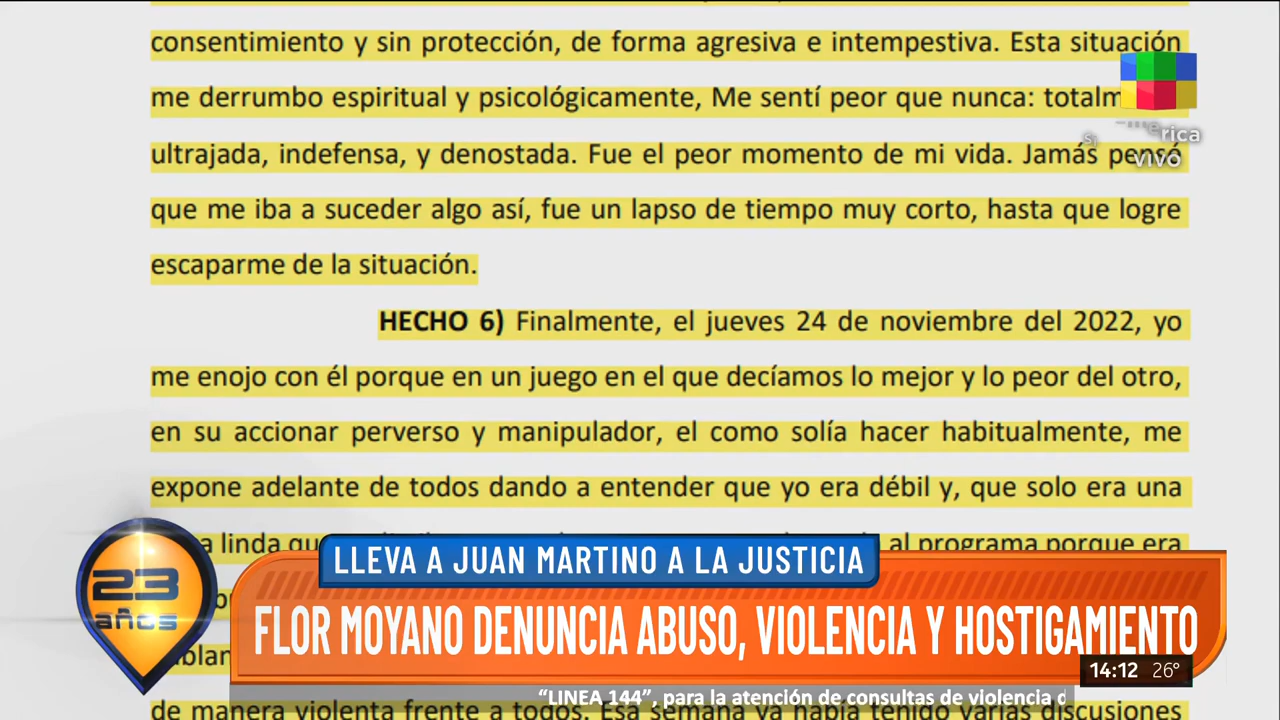 consentimiento y sin protección, de forma agresiva e intempestiva. Esta situación
me derrumbo espiritual y psicológicamente, Me sentí peor que nunca:
ultrajada, indefensa, y denostada. Fue el peor momento de mi vida. Jamás pensé
que me iba a suceder algo así, fue un lapso de tiempo muy corto, hasta que logre
escaparme de la situación.
HECHO 6) Finalmente, el jueves 24 de noviembre del 2022, yo
me enojo con él porque en un juego en el que decíamos lo mejor y lo peor del otro,
en su accionar perverso y manipulador, el como solía hacer habitualmente, me
expone adelante de todos dando a entender que yo era débil y, que solo era una
linda al programa porque era
de manera violenta frente a todos. Esa semana ya había tenido varias discusiones
VIVO
23
años
LLEVA A JUAN MARTINO A LA JUSTICIA
FLOR MOYANO DENUNCIA ABUSO, VIOLENCIA Y HOSTIGAMIENTO
14:12 26°
“LINEA 144”, para la atención de consultas de violencia